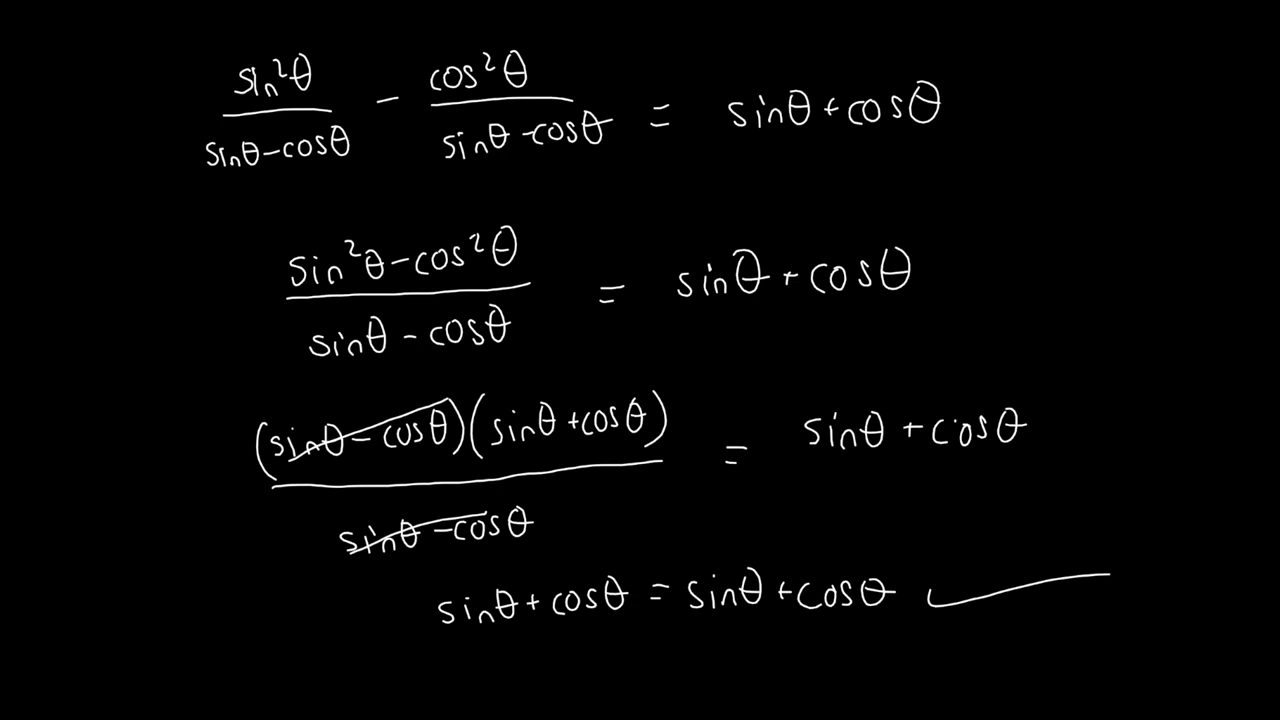 sin²θ/(sinθ-cosθ) - cos²θ/(sinθ-cosθ) = sinθ+cosθ
(sin²θ-cos²θ)/(sinθ-cosθ) = sinθ+cosθ
(sinθ-cosθ)(sinθ+cosθ)/(sinθ-cosθ) = sinθ+cosθ
sinθ+cosθ = sinθ+cosθ ✓